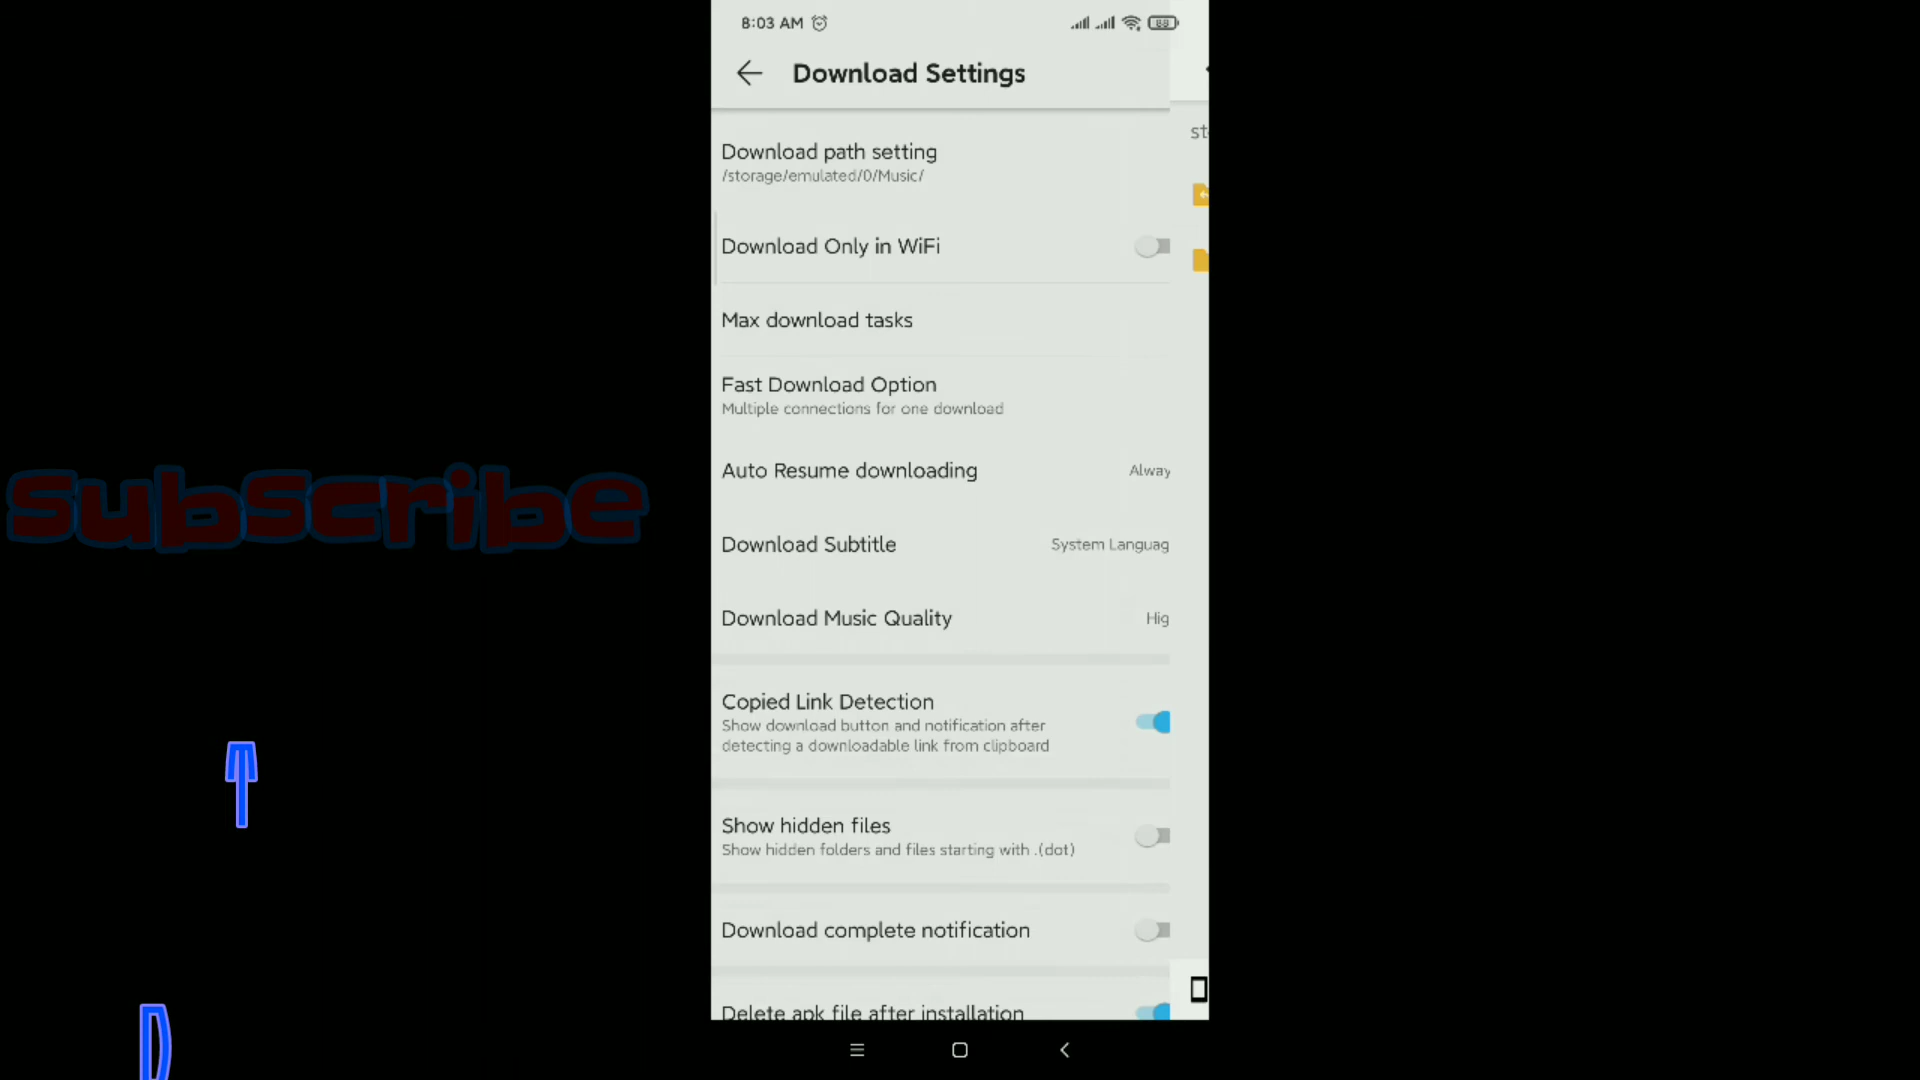 8:03 AM
88
Download Settings
st
Download path setting
/storage/emulated/0/Music/
Download Only in WiFi
Max download tasks
Fast Download Option
Multiple connections for one download
Auto Resume downloading
Alway
Download Subtitle
System Languag
Download Music Quality
Hig
Subscribe
Copied Link Detection
Show download button and notification after
detecting a downloadable link from clipboard
T
Show hidden files
Show hidden folders and files starting with .(dot)
Download complete notification
Delete apk file after installation
D